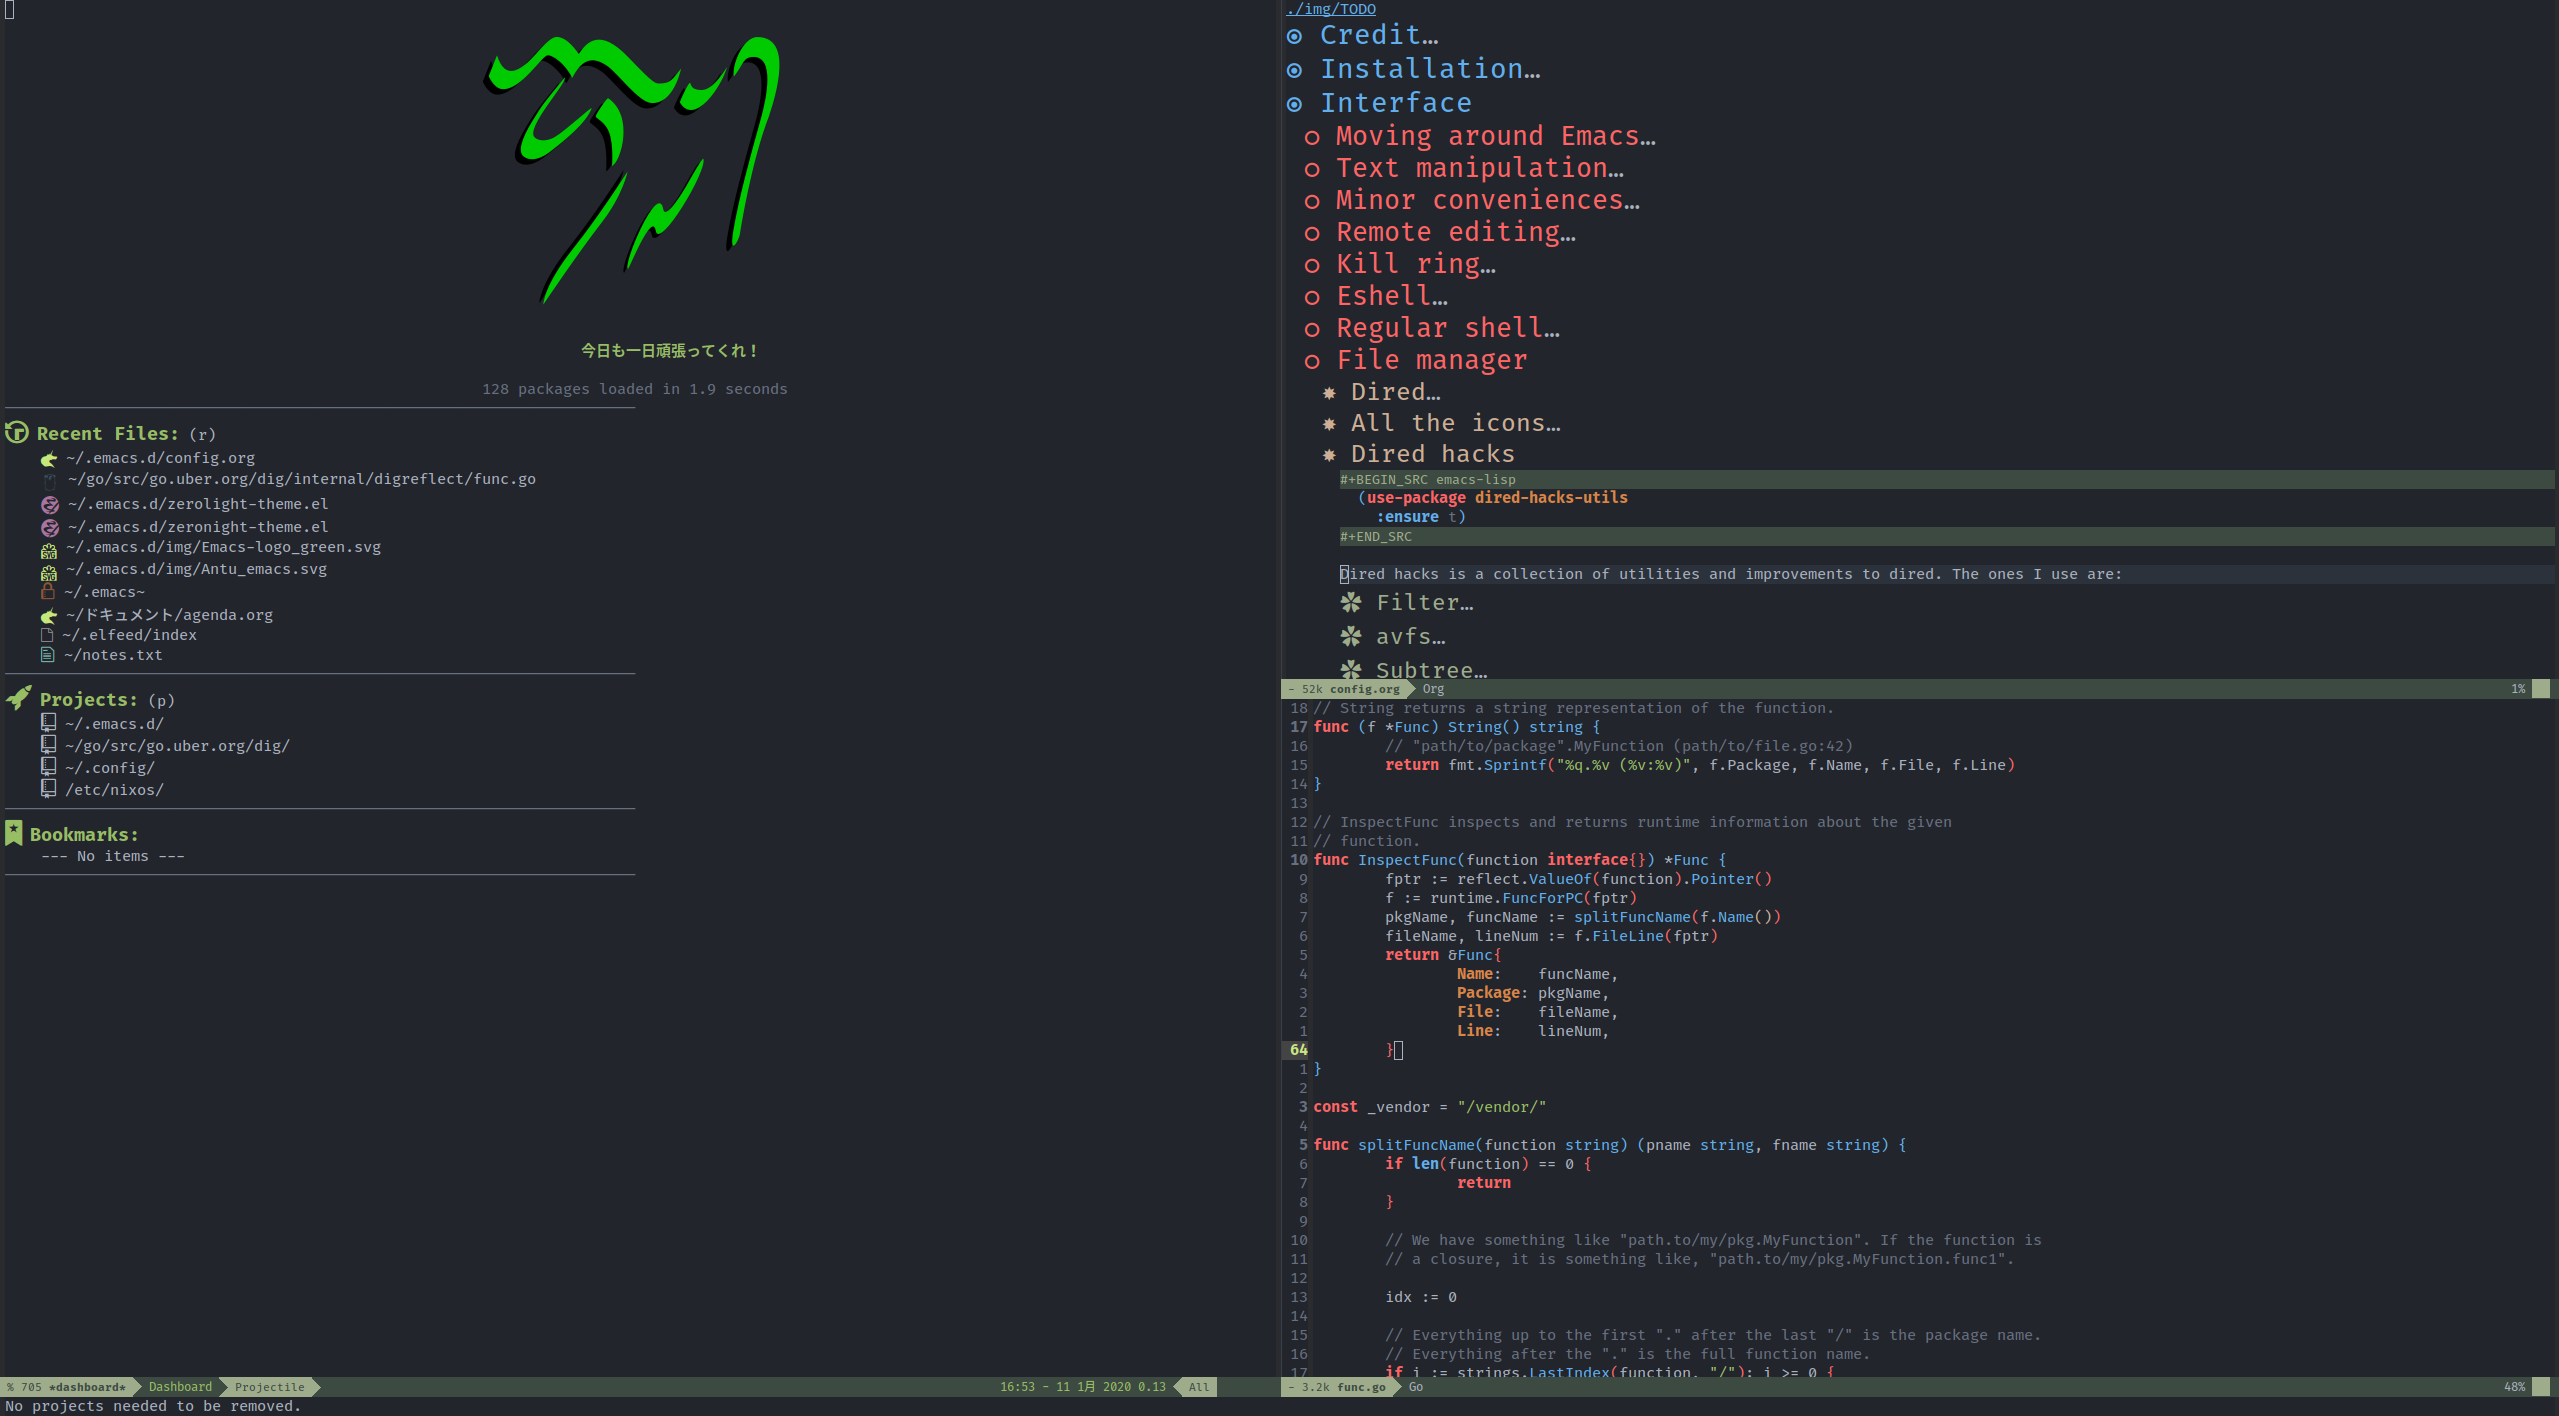 今日も一日頑張ってくれ！
128 packages loaded in 1.9 seconds
Recent Files: (r)
~/.emacs.d/config.org
~/go/src/go.uber.org/dig/internal/digreflect/func.go
~/.emacs.d/zerolight-theme.el
~/.emacs.d/zeronight-theme.el
~/.emacs.d/img/Emacs-logo_green.svg
~/.emacs.d/img/Antu_emacs.svg
~/.emacs~
~/ドキュメント/agenda.org
~/.elfeed/index
~/notes.txt
Projects: (p)
~/.emacs.d/
~/go/src/go.uber.org/dig/
~/.config/
/etc/nixos/
Bookmarks:
--- No items ---
% 705 *dashboard* Dashboard Projectile 16:53 - 11 1月 2020 0.13 All
No projects needed to be removed.
./img/TODO
Credit…
Installation…
Interface
Moving around Emacs…
Text manipulation…
Minor conveniences…
Remote editing…
Kill ring…
Eshell…
Regular shell…
File manager
Dired…
All the icons…
Dired hacks
#+BEGIN_SRC emacs-lisp
(use-package dired-hacks-utils
:ensure t)
#+END_SRC
Dired hacks is a collection of utilities and improvements to dired. The ones I use are:
Filter…
avfs…
Subtree…
- 52k config.org Org 1%
18 // String returns a string representation of the function.
17 func (f *Func) String() string {
16 // "path/to/package".MyFunction (path/to/file.go:42)
15 return fmt.Sprintf("%q.%v (%v:%v)", f.Package, f.Name, f.File, f.Line)
14 }
13
12 // InspectFunc inspects and returns runtime information about the given
11 // function.
10 func InspectFunc(function interface{}) *Func {
9 fptr := reflect.ValueOf(function).Pointer()
8 f := runtime.FuncForPC(fptr)
7 pkgName, funcName := splitFuncName(f.Name())
6 fileName, lineNum := f.FileLine(fptr)
5 return &Func{
4 Name: funcName,
3 Package: pkgName,
2 File: fileName,
1 Line: lineNum,
64 }
1 }
2
3 const _vendor = "/vendor/"
4
5 func splitFuncName(function string) (pname string, fname string) {
6 if len(function) == 0 {
7 return
8 }
9
10 // We have something like "path.to/my/pkg.MyFunction". If the function is
11 // a closure, it is something like, "path.to/my/pkg.MyFunction.func1".
12
13 idx := 0
14
15 // Everything up to the first "." after the last "/" is the package name.
16 // Everything after the "." is the full function name.
17 if i := strings.LastIndex(function, "/"); i >= 0 {
- 3.2k func.go Go 48%